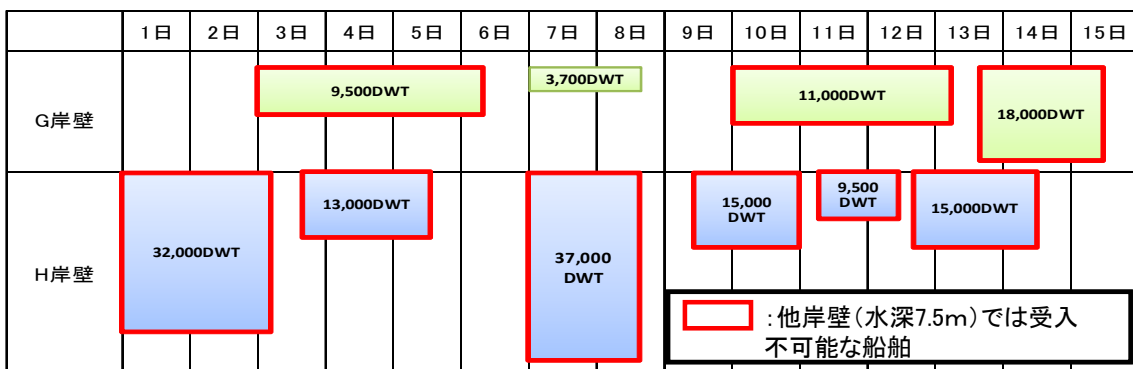 1日 2日 3日 4日 5日 6日 7日 8日 9日 10日 11日 12日 13日 14日 15日
G岸壁
9,500DWT
3,700DWT
11,000DWT
18,000DWT
H岸壁
32,000DWT
13,000DWT
37,000
DWT
15,000
DWT
9,500
DWT
15,000DWT
:他岸壁(水深7.5m)では受入
不可能な船舶